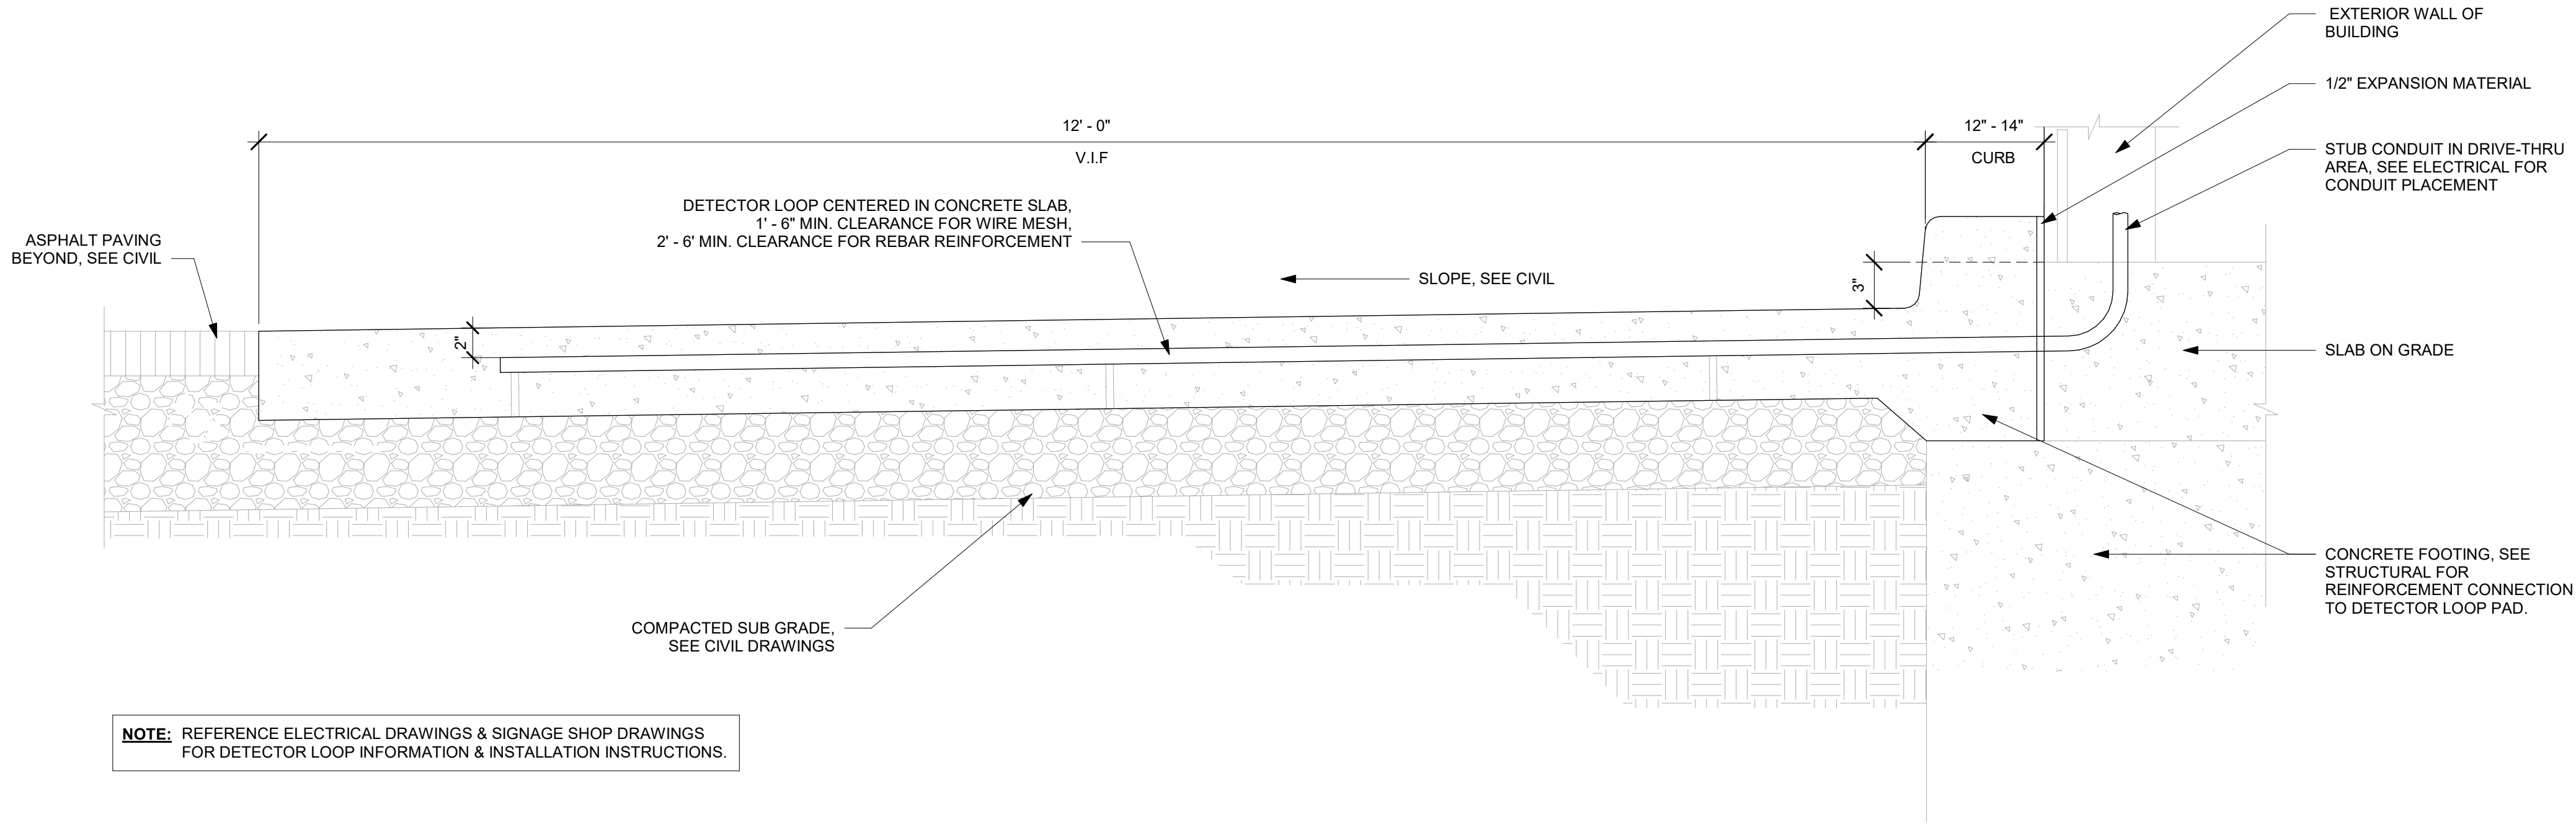 EXTERIOR WALL OF
BUILDING
1/2" EXPANSION MATERIAL
12' - 0"
V.I.F
12" - 14"
CURB
STUB CONDUIT IN DRIVE-THRU
AREA, SEE ELECTRICAL FOR
CONDUIT PLACEMENT
DETECTOR LOOP CENTERED IN CONCRETE SLAB,
1' - 6" MIN. CLEARANCE FOR WIRE MESH,
2' - 6' MIN. CLEARANCE FOR REBAR REINFORCEMENT
ASPHALT PAVING
BEYOND, SEE CIVIL
SLOPE, SEE CIVIL
3"
2"
SLAB ON GRADE
CONCRETE FOOTING, SEE
STRUCTURAL FOR
REINFORCEMENT CONNECTION
TO DETECTOR LOOP PAD.
COMPACTED SUB GRADE,
SEE CIVIL DRAWINGS
NOTE: REFERENCE ELECTRICAL DRAWINGS & SIGNAGE SHOP DRAWINGS
FOR DETECTOR LOOP INFORMATION & INSTALLATION INSTRUCTIONS.